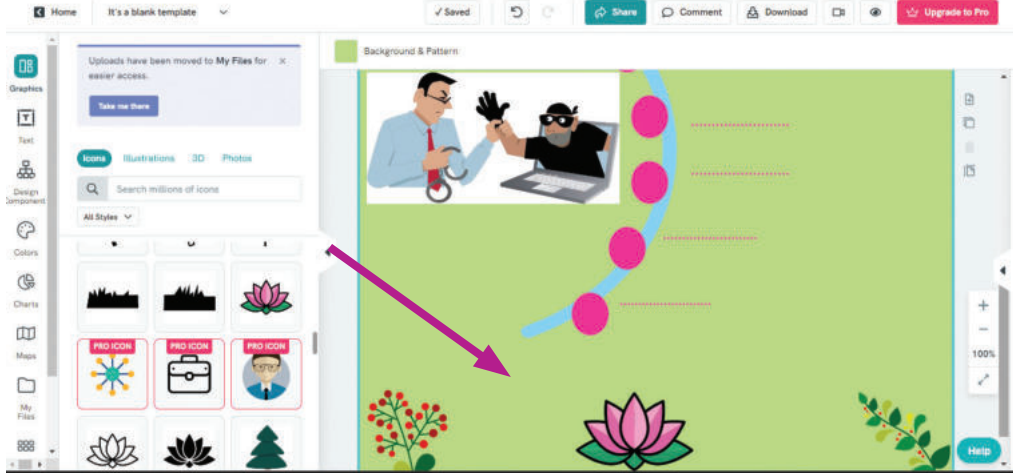 Home It's a blank template ✓ Saved Share Comment Download Upgrade to Pro
Graphics
Text
Design
Component
Colors
Charts
Maps
My
Files
Uploads have been moved to My Files for
easier access.
Take me there
Icons Illustrations 3D Photos
Search millions of icons
All Styles
PRO ICON PRO ICON PRO ICON
Background & Pattern
100%
Help